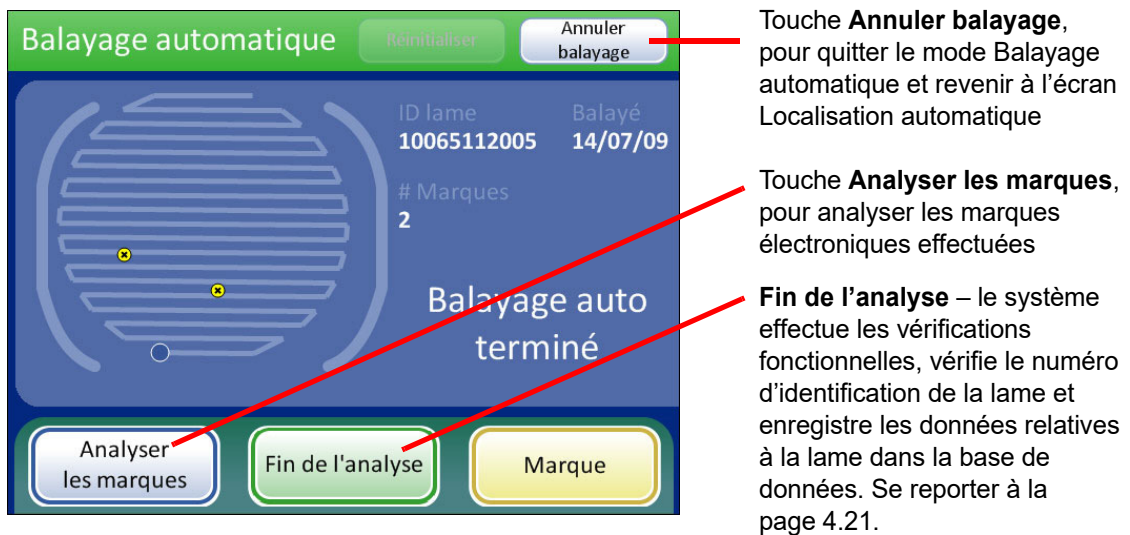 Balayage automatique
Réinitialiser
Annuler
balayage
ID lame
10065112005
Balayé
14/07/09
# Marques
2
Balayage auto
terminé
Analyser
les marques
Fin de l'analyse
Marque
Touche Annuler balayage,
pour quitter le mode Balayage
automatique et revenir à l’écran
Localisation automatique
Touche Analyser les marques,
pour analyser les marques
électroniques effectuées
Fin de l’analyse – le système
effectue les vérifications
fonctionnelles, vérifie le numéro
d’identification de la lame et
enregistre les données relatives
à la lame dans la base de
données. Se reporter à la
page 4.21.